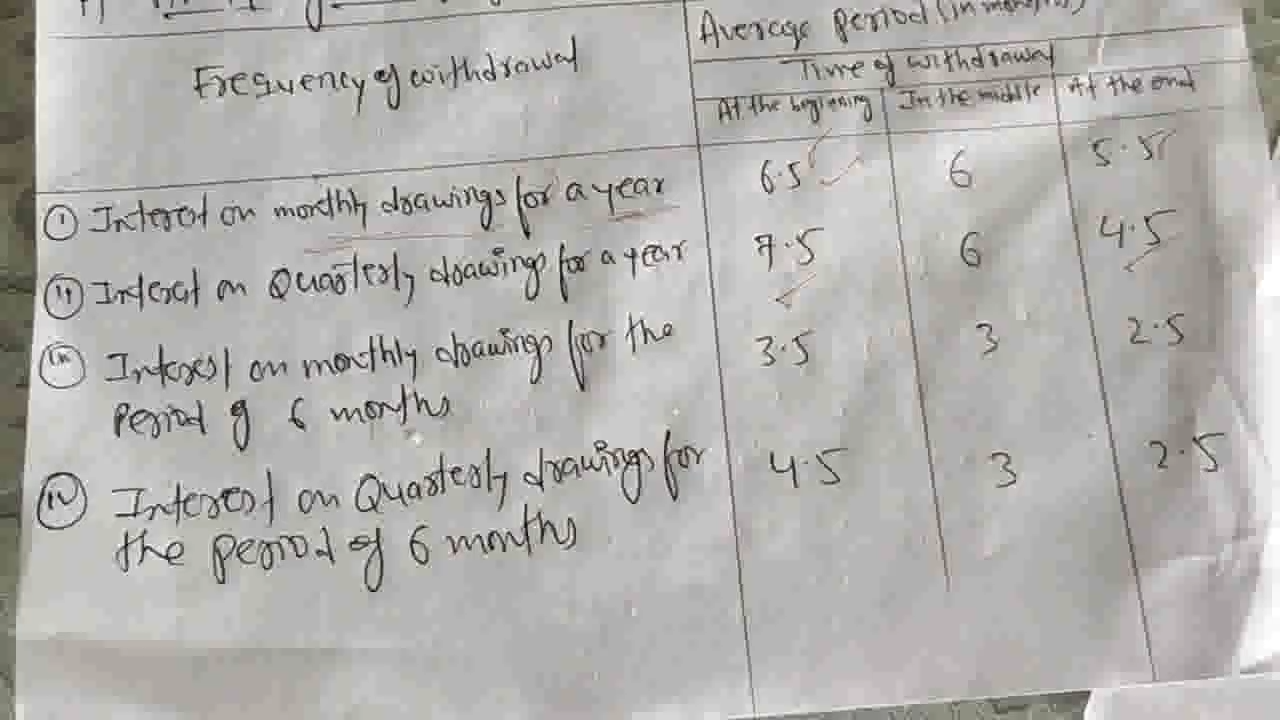 Average period (in months)
Frequency of withdrawal
Time of withdrawal
At the beginning In the middle At the end
(i) Interest on monthly drawings for a year 6.5 6 5.5
(ii) Interest on Quarterly drawings for a year 7.5 6 4.5
(iii) Interest on monthly drawings for the 3.5 3 2.5
period of 6 months
(iv) Interest on Quarterly drawings for 4.5 3 2.5
the period of 6 months